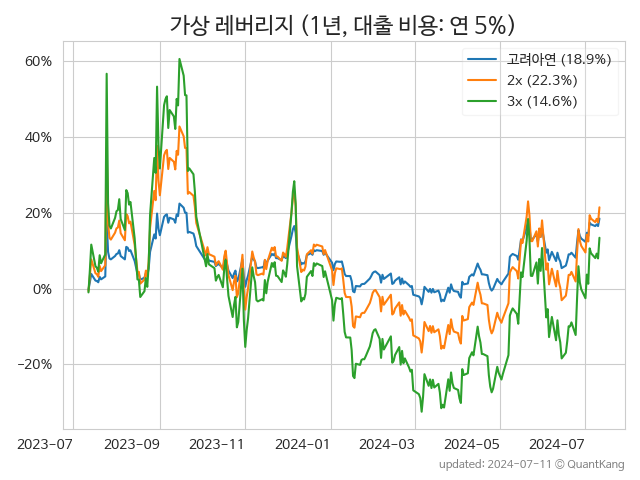 가상 레버리지 (1년, 대출 비용: 연 5%)
고려아연 (18.9%)
2x (22.3%)
3x (14.6%)
60%
40%
20%
0%
−20%
2023-07
2023-09
2023-11
2024-01
2024-03
2024-05
2024-07
updated: 2024-07-11 © QuantKang